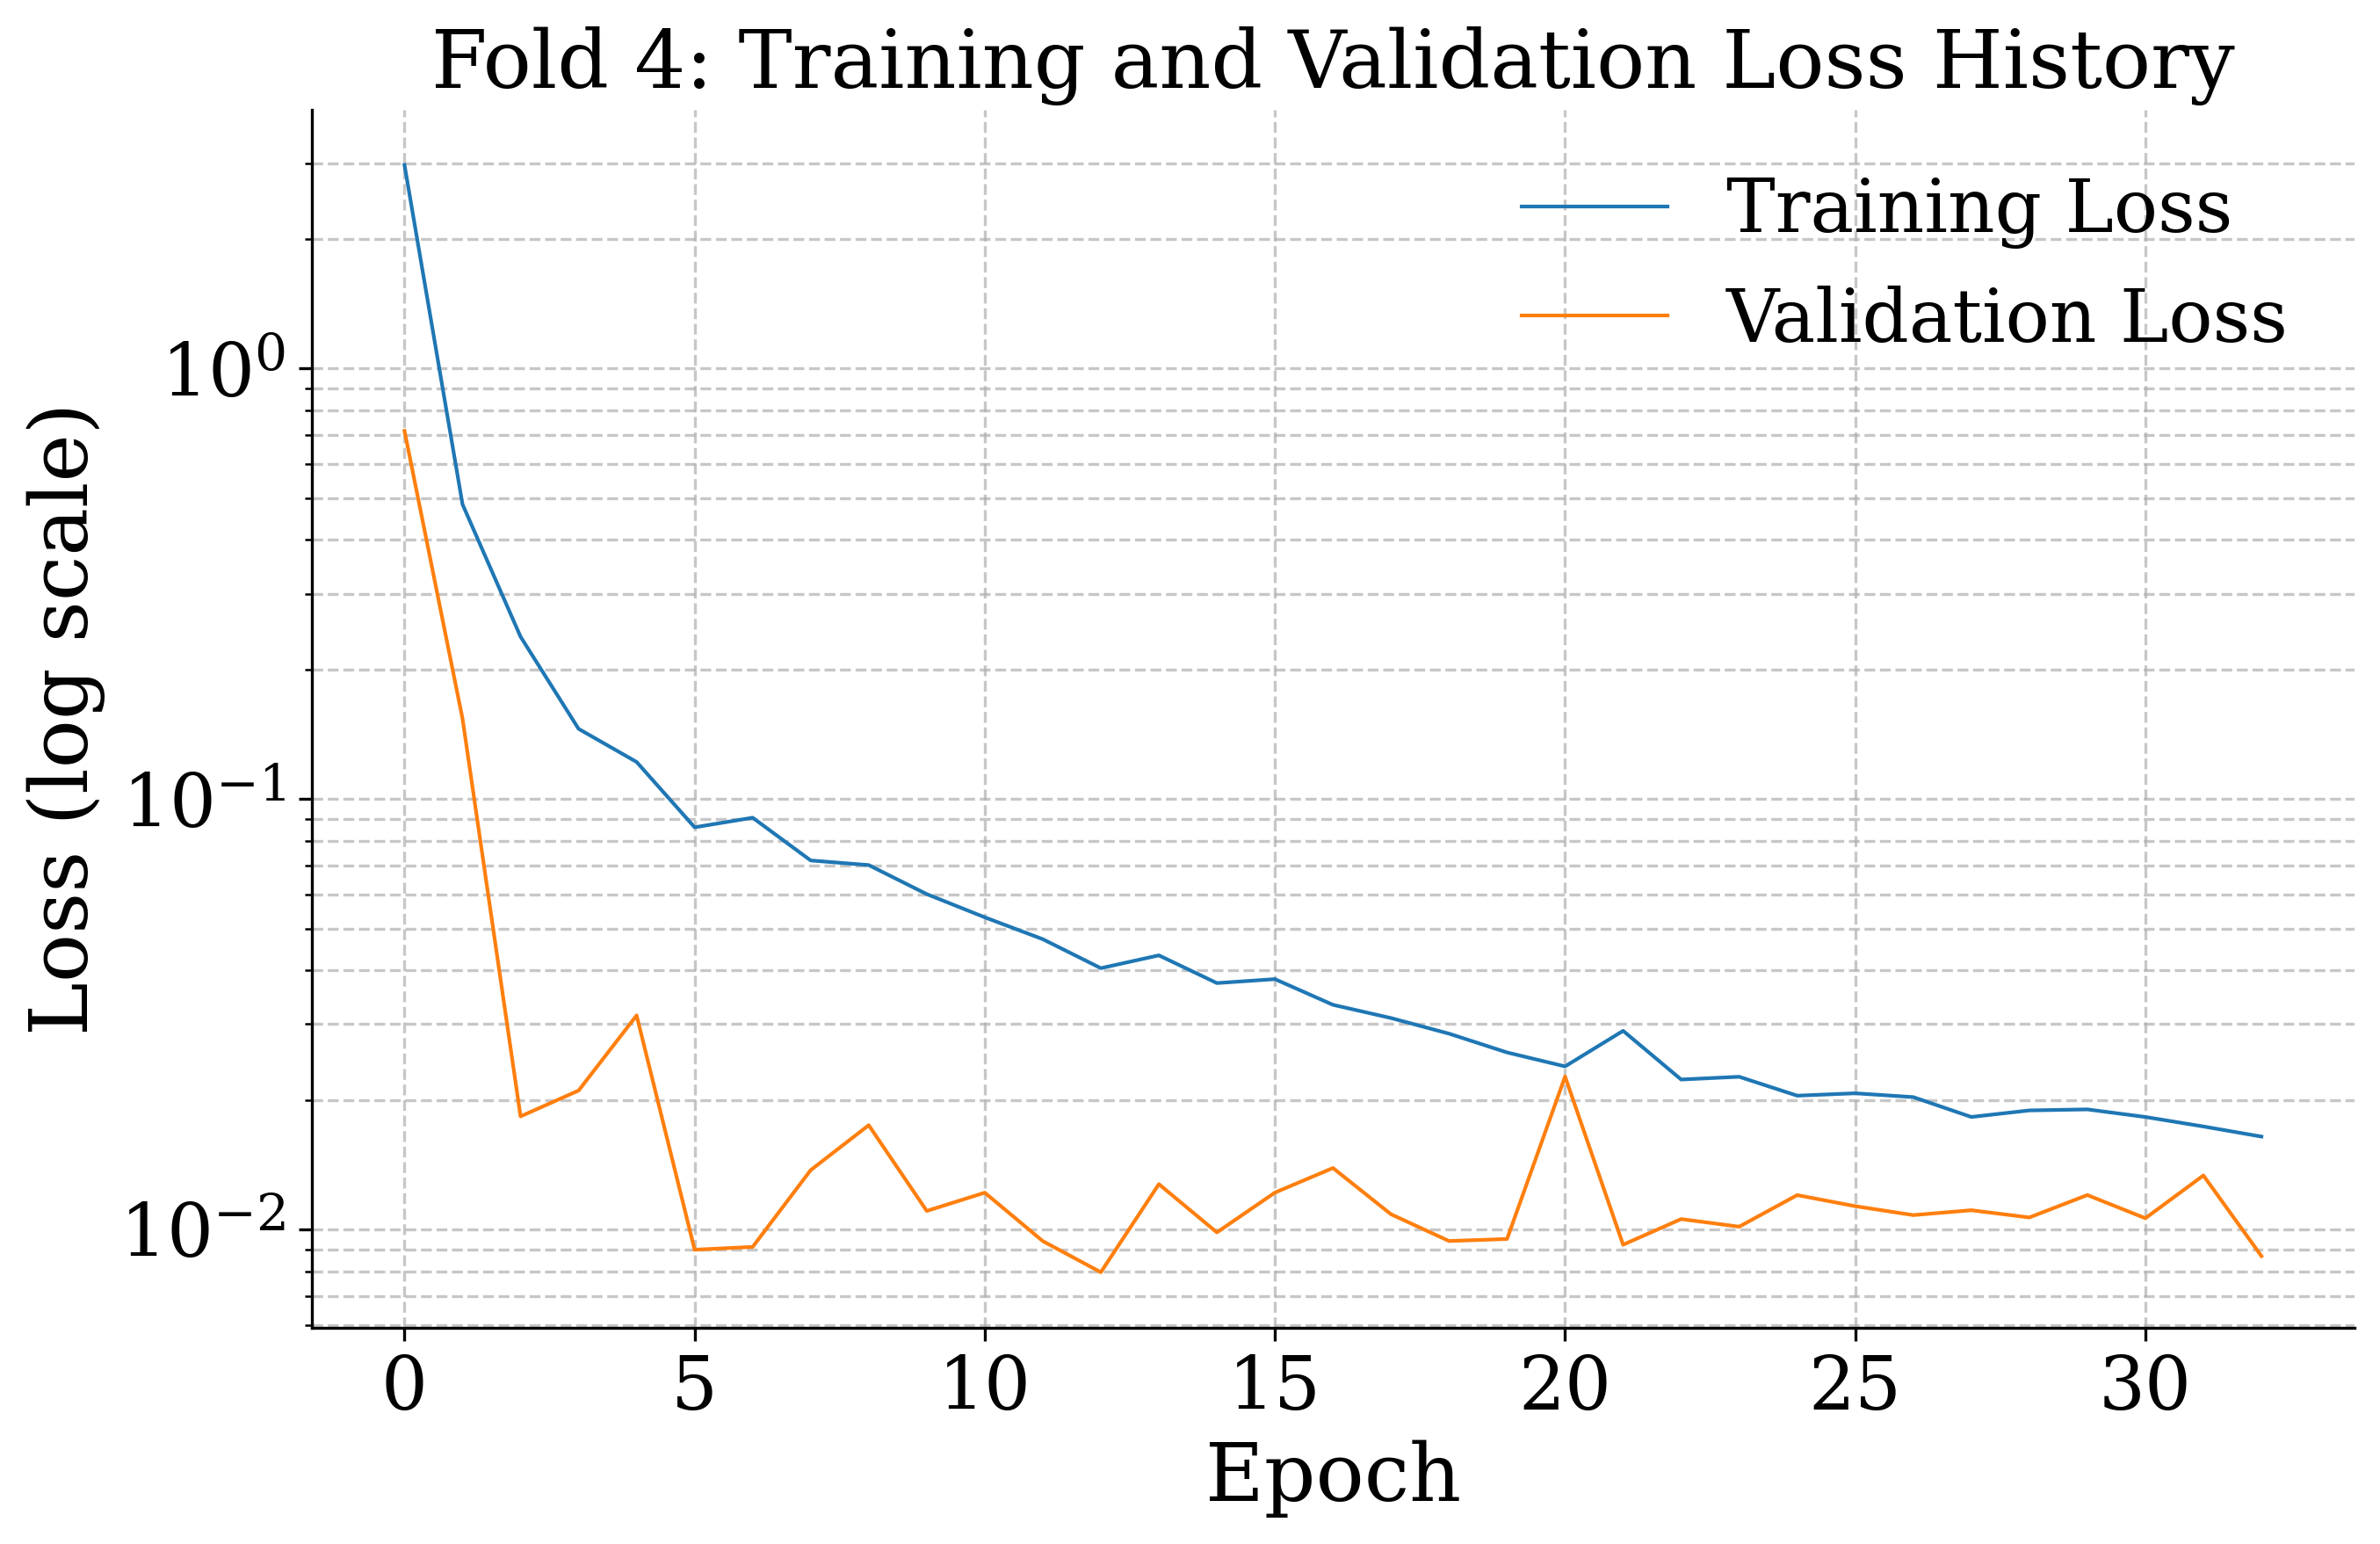 Fold 4: Training and Validation Loss History
Training Loss
Validation Loss
Loss (log scale)
10⁰
10⁻¹
10⁻²
0 5 10 15 20 25 30
Epoch